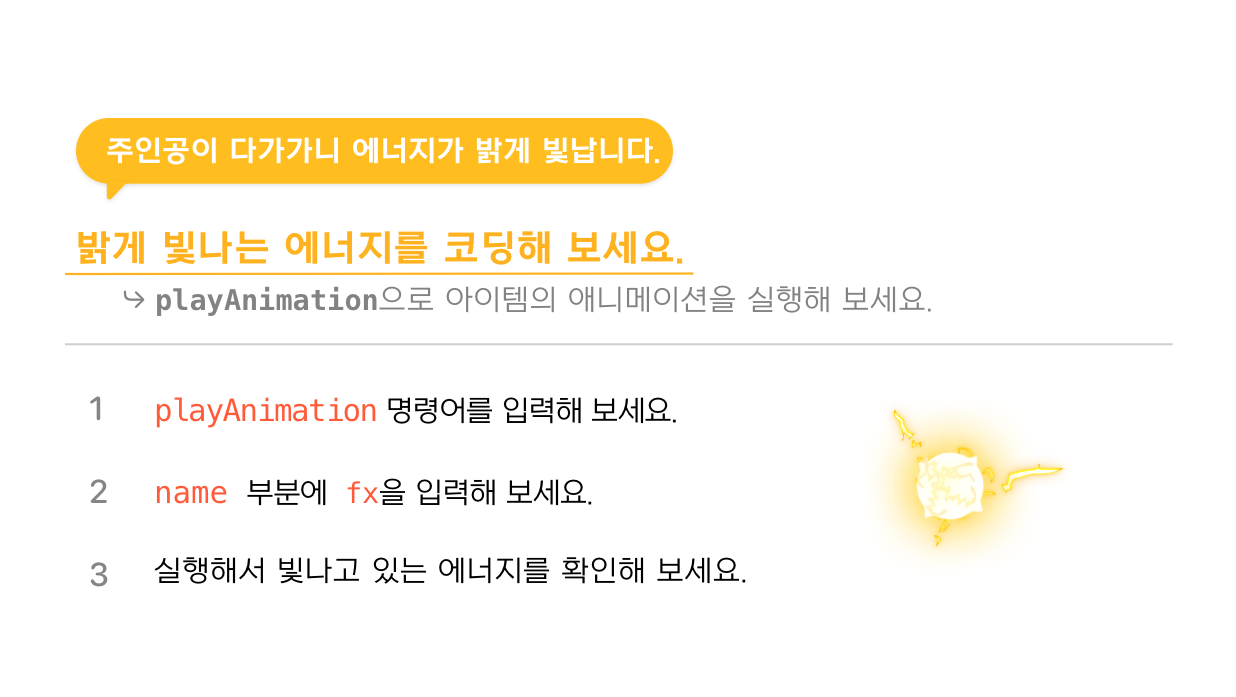 주인공이 다가가니 에너지가 밝게 빛납니다.
밝게 빛나는 에너지를 코딩해 보세요.
↪ playAnimation으로 아이템의 애니메이션을 실행해 보세요.
1 playAnimation 명령어를 입력해 보세요.
2 name 부분에 fx을 입력해 보세요.
3 실행해서 빛나고 있는 에너지를 확인해 보세요.